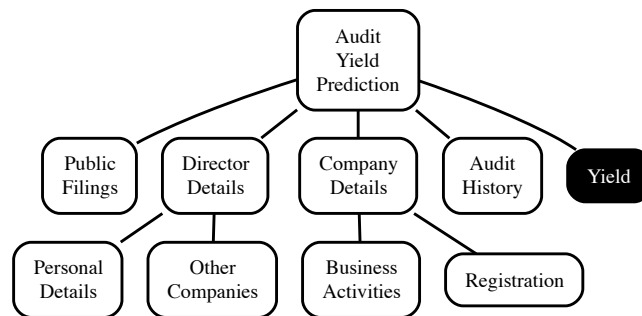 Audit
Yield
Prediction
Public
Filings
Director
Details
Company
Details
Audit
History
Yield
Personal
Details
Other
Companies
Business
Activities
Registration